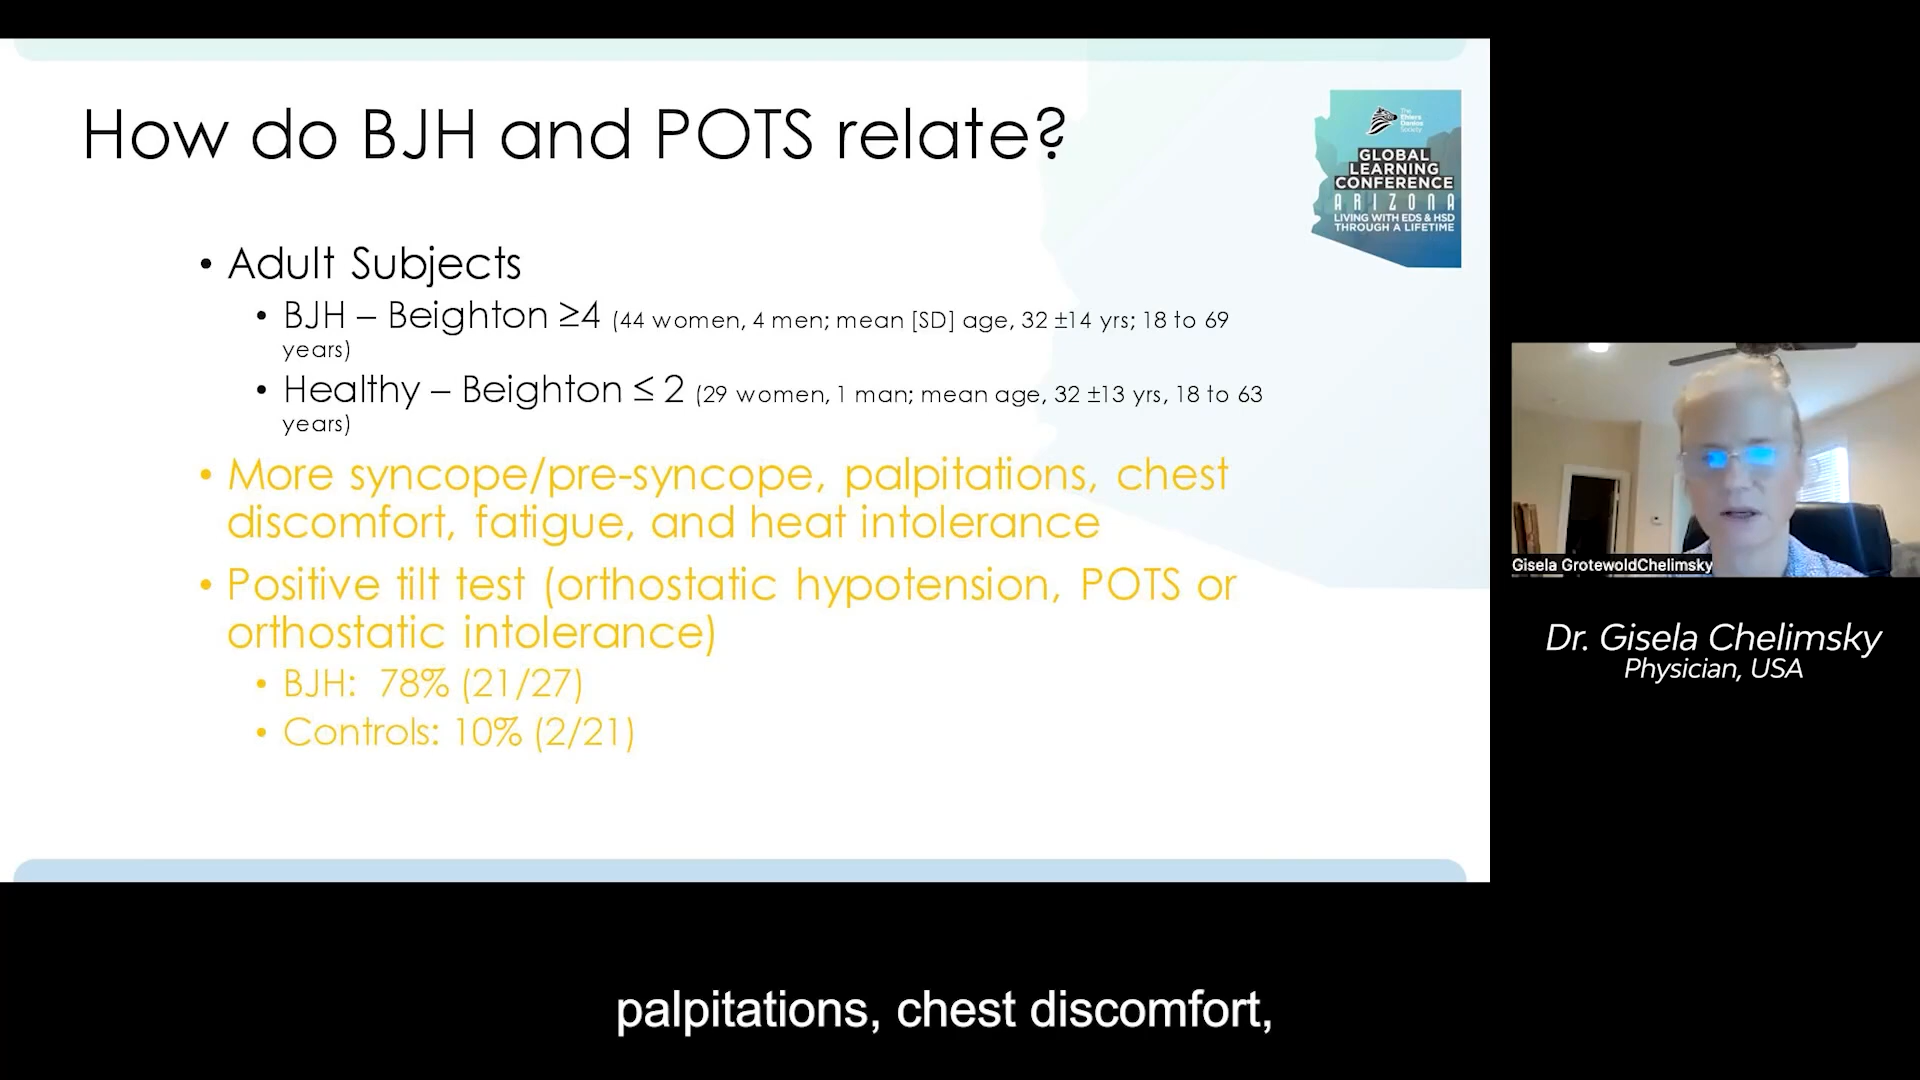 How do BJH and POTS relate?
The
Ehlers
Danlos
Society
GLOBAL
LEARNING
CONFERENCE
ARIZONA
LIVING WITH EDS & HSD
THROUGH A LIFETIME
• Adult Subjects
• BJH – Beighton ≥4 (44 women, 4 men; mean [SD] age, 32 ±14 yrs; 18 to 69
years)
• Healthy – Beighton ≤ 2 (29 women, 1 man; mean age, 32 ±13 yrs, 18 to 63
years)
• More syncope/pre-syncope, palpitations, chest
discomfort, fatigue, and heat intolerance
• Positive tilt test (orthostatic hypotension, POTS or
orthostatic intolerance)
• BJH:  78% (21/27)
• Controls: 10% (2/21)
Gisela GrotewoldChelimsky
Dr. Gisela Chelimsky
Physician, USA
palpitations, chest discomfort,